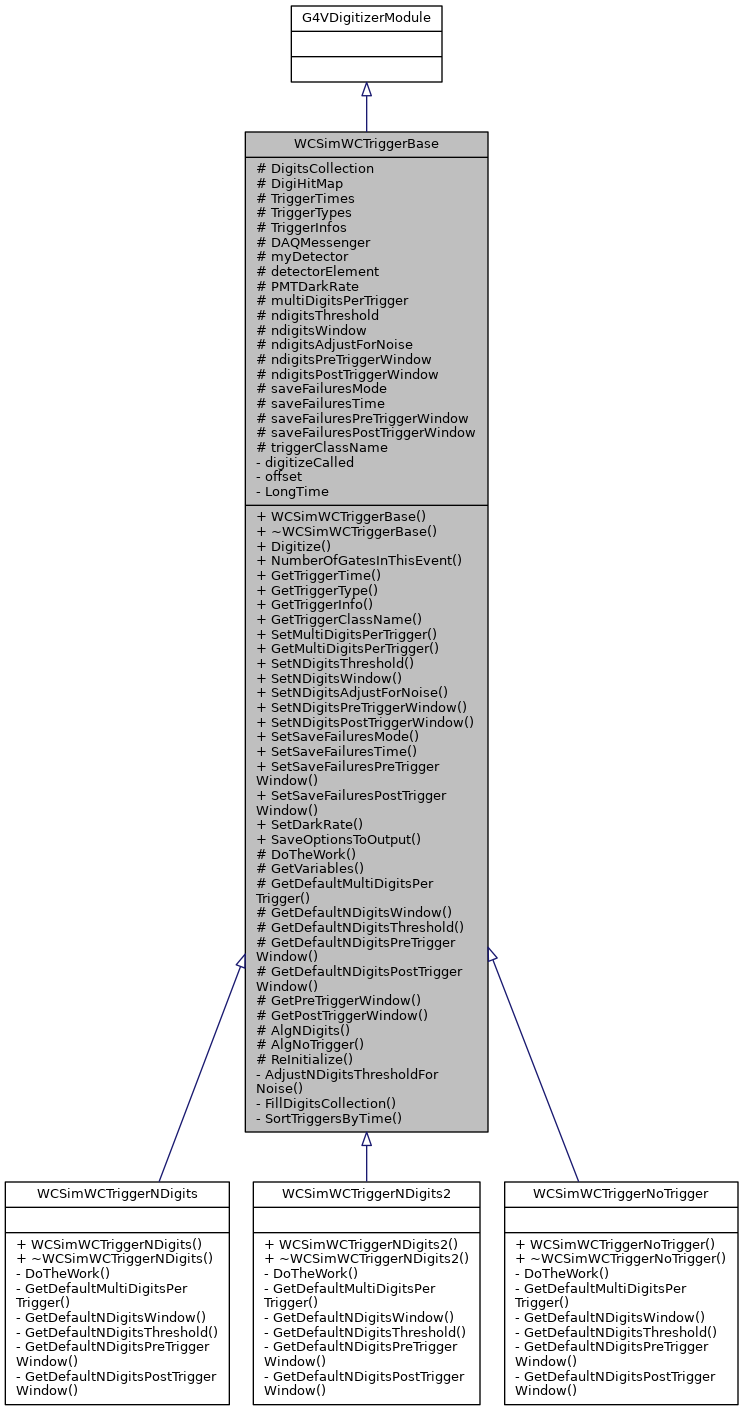 G4VDigitizerModule
WCSimWCTriggerBase
# DigitsCollection
# DigiHitMap
# TriggerTimes
# TriggerTypes
# TriggerInfos
# DAQMessenger
# myDetector
# detectorElement
# PMTDarkRate
# multiDigitsPerTrigger
# ndigitsThreshold
# ndigitsWindow
# ndigitsAdjustForNoise
# ndigitsPreTriggerWindow
# ndigitsPostTriggerWindow
# saveFailuresMode
# saveFailuresTime
# saveFailuresPreTriggerWindow
# saveFailuresPostTriggerWindow
# triggerClassName
- digitizeCalled
- offset
- LongTime
+ WCSimWCTriggerBase()
+ ~WCSimWCTriggerBase()
+ Digitize()
+ NumberOfGatesInThisEvent()
+ GetTriggerTime()
+ GetTriggerType()
+ GetTriggerInfo()
+ GetTriggerClassName()
+ SetMultiDigitsPerTrigger()
+ GetMultiDigitsPerTrigger()
+ SetNDigitsThreshold()
+ SetNDigitsWindow()
+ SetNDigitsAdjustForNoise()
+ SetNDigitsPreTriggerWindow()
+ SetNDigitsPostTriggerWindow()
+ SetSaveFailuresMode()
+ SetSaveFailuresTime()
+ SetSaveFailuresPreTrigger
Window()
+ SetSaveFailuresPostTrigger
Window()
+ SetDarkRate()
+ SaveOptionsToOutput()
# DoTheWork()
# GetVariables()
# GetDefaultMultiDigitsPer
Trigger()
# GetDefaultNDigitsWindow()
# GetDefaultNDigitsThreshold()
# GetDefaultNDigitsPreTrigger
Window()
# GetDefaultNDigitsPostTrigger
Window()
# GetPreTriggerWindow()
# GetPostTriggerWindow()
# AlgNDigits()
# AlgNoTrigger()
# ReInitialize()
- AdjustNDigitsThresholdFor
Noise()
- FillDigitsCollection()
- SortTriggersByTime()
WCSimWCTriggerNDigits
+ WCSimWCTriggerNDigits()
+ ~WCSimWCTriggerNDigits()
- DoTheWork()
- GetDefaultMultiDigitsPer
Trigger()
- GetDefaultNDigitsWindow()
- GetDefaultNDigitsThreshold()
- GetDefaultNDigitsPreTrigger
Window()
- GetDefaultNDigitsPostTrigger
Window()
WCSimWCTriggerNDigits2
+ WCSimWCTriggerNDigits2()
+ ~WCSimWCTriggerNDigits2()
- DoTheWork()
- GetDefaultMultiDigitsPer
Trigger()
- GetDefaultNDigitsWindow()
- GetDefaultNDigitsThreshold()
- GetDefaultNDigitsPreTrigger
Window()
- GetDefaultNDigitsPostTrigger
Window()
WCSimWCTriggerNoTrigger
+ WCSimWCTriggerNoTrigger()
+ ~WCSimWCTriggerNoTrigger()
- DoTheWork()
- GetDefaultMultiDigitsPer
Trigger()
- GetDefaultNDigitsWindow()
- GetDefaultNDigitsThreshold()
- GetDefaultNDigitsPreTrigger
Window()
- GetDefaultNDigitsPostTrigger
Window()